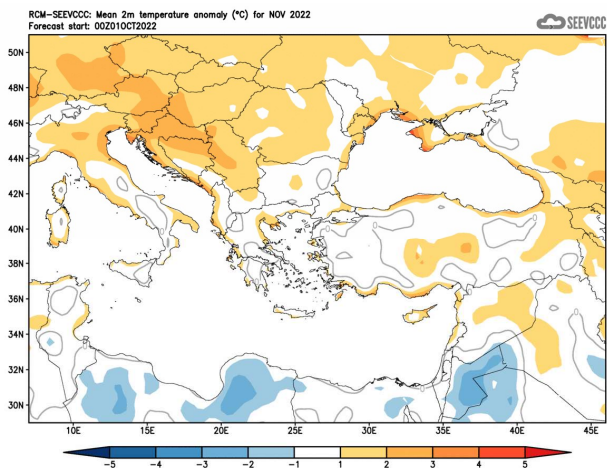 RCM-SEEVCCC: Mean 2m temperature anomaly (°C) for NOV 2022
Forecast start: 00Z01OCT2022
SEEVCCC
50N
48N
46N
44N
42N
40N
38N
36N
34N
32N
30N
10E 15E 20E 25E 30E 35E 40E 45E
-5 -4 -3 -2 -1 1 2 3 4 5